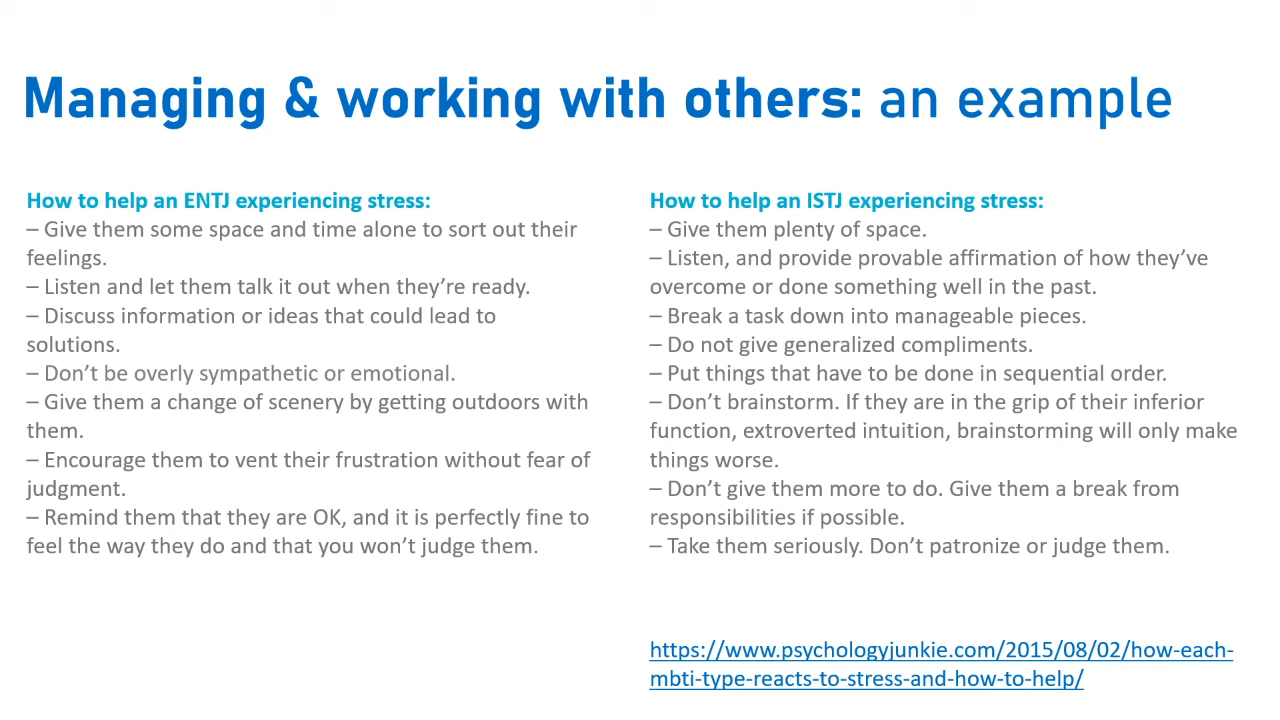 Managing & working with others: an example
How to help an ENTJ experiencing stress:
– Give them some space and time alone to sort out their
feelings.
– Listen and let them talk it out when they’re ready.
– Discuss information or ideas that could lead to
solutions.
– Don’t be overly sympathetic or emotional.
– Give them a change of scenery by getting outdoors with
them.
– Encourage them to vent their frustration without fear of
judgment.
– Remind them that they are OK, and it is perfectly fine to
feel the way they do and that you won’t judge them.
How to help an ISTJ experiencing stress:
– Give them plenty of space.
– Listen, and provide provable affirmation of how they’ve
overcome or done something well in the past.
– Break a task down into manageable pieces.
– Do not give generalized compliments.
– Put things that have to be done in sequential order.
– Don’t brainstorm. If they are in the grip of their inferior
function, extroverted intuition, brainstorming will only make
things worse.
– Don’t give them more to do. Give them a break from
responsibilities if possible.
– Take them seriously. Don’t patronize or judge them.
https://www.psychologyjunkie.com/2015/08/02/how-each-
mbti-type-reacts-to-stress-and-how-to-help/